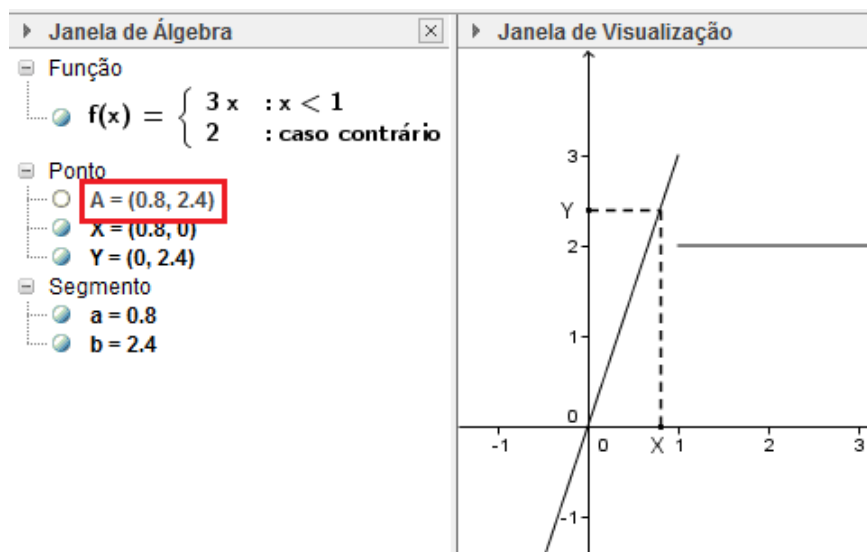 Janela de Álgebra
Função
f(x) = { 3 x : x < 1
2 : caso contrário
Ponto
A = (0.8, 2.4)
X = (0.8, 0)
Y = (0, 2.4)
Segmento
a = 0.8
b = 2.4
Janela de Visualização
3
Y
2
1
0
-1 0 X 1 2 3
-1